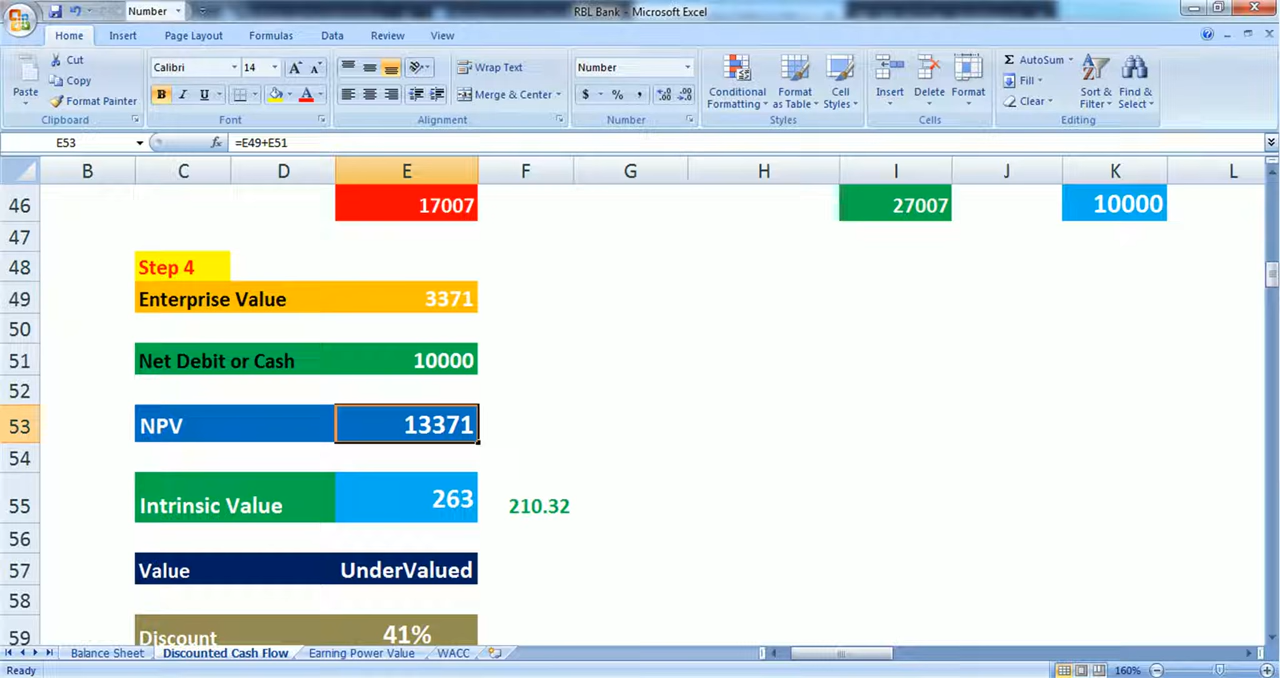 Number
RBL Bank - Microsoft Excel
Home Insert Page Layout Formulas Data Review View
Paste
Cut
Copy
Format Painter
Clipboard
Calibri 14
B I U
Font
Wrap Text
Merge & Center
Alignment
Number
$ % ,
Number
Conditional Formatting
Format as Table
Cell Styles
Styles
Insert Delete Format
Cells
Σ AutoSum
Fill
Clear
Sort & Filter
Find & Select
Editing
E53 fx =E49+E51
B C D E F G H I J K L
46 17007 27007 10000
47
48 Step 4
49 Enterprise Value 3371
50
51 Net Debit or Cash 10000
52
53 NPV 13371
54
55 Intrinsic Value 263 210.32
56
57 Value UnderValued
58
59 Discount 41%
Balance Sheet Discounted Cash Flow Earning Power Value WACC
Ready 160%